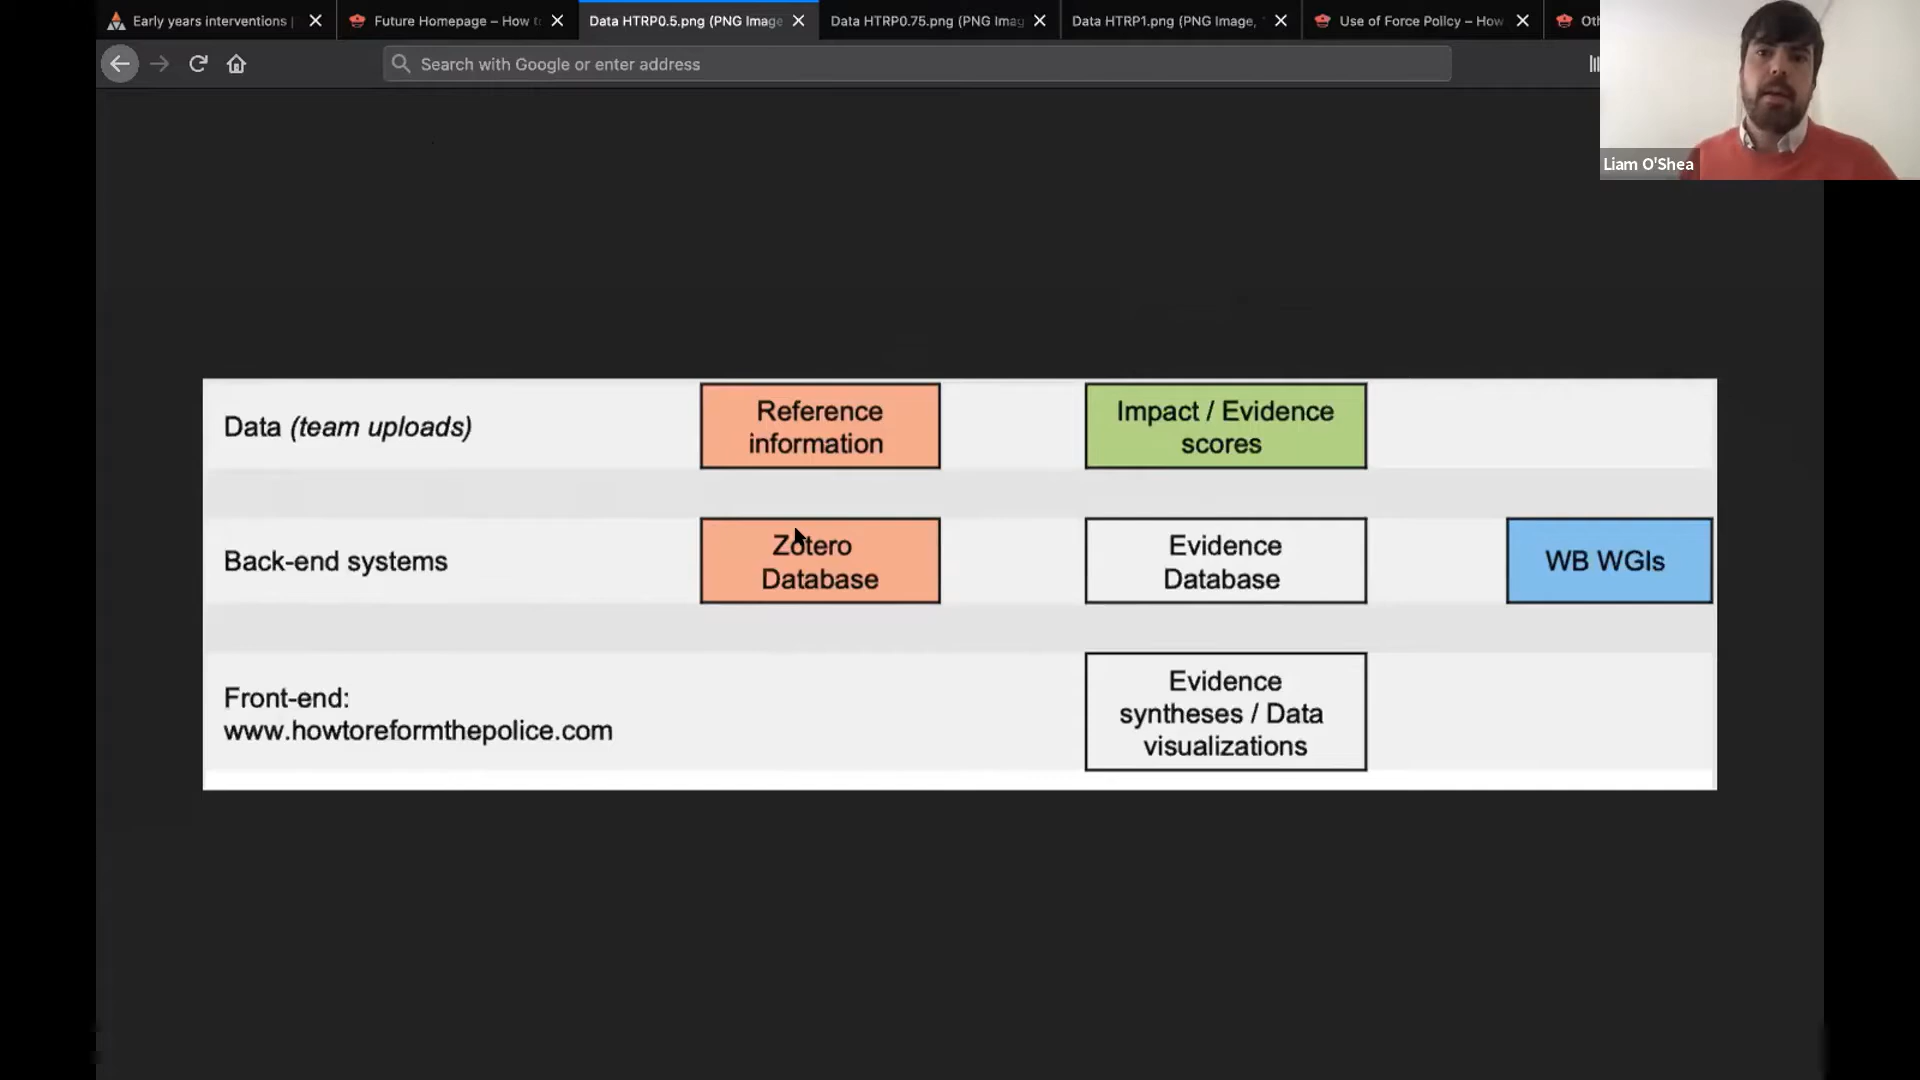 Early years interventions |
Future Homepage – How t
Data HTRP0.5.png (PNG Image
Data HTRP0.75.png (PNG Imag
Data HTRP1.png (PNG Image,
Use of Force Policy – How
Ot
Search with Google or enter address
Liam O'Shea
Data (team uploads)
Reference
information
Impact / Evidence
scores
Back-end systems
Zotero
Database
Evidence
Database
WB WGIs
Front-end:
www.howtoreformthepolice.com
Evidence
syntheses / Data
visualizations